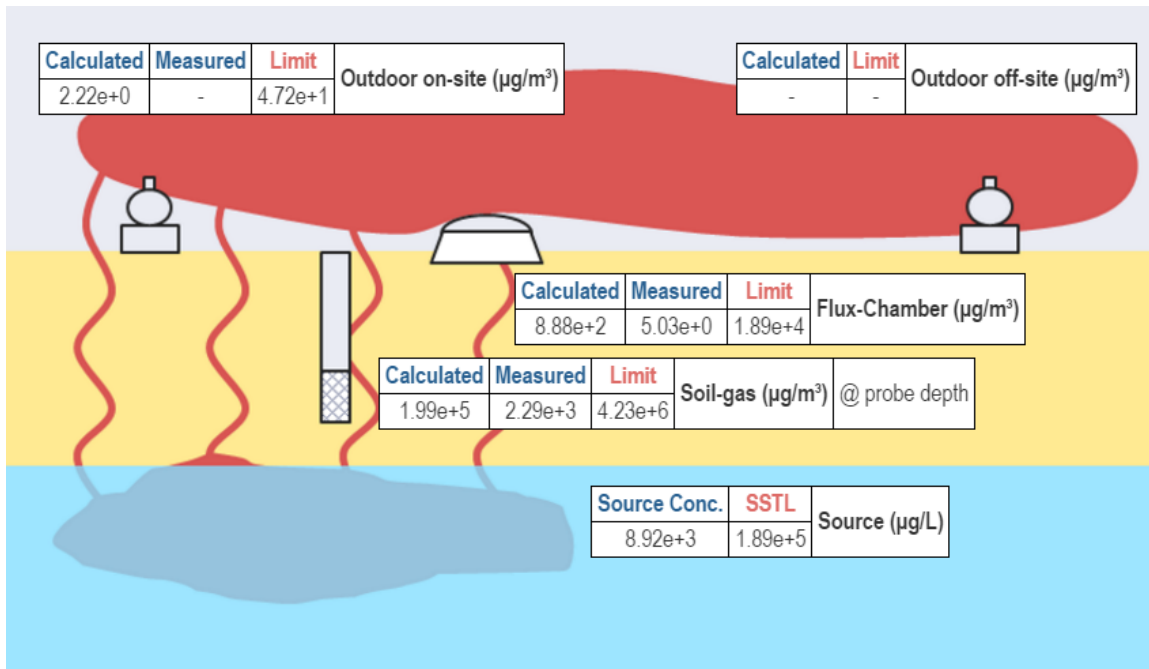 Calculated Measured Limit Outdoor on-site (µg/m³)
2.22e+0 - 4.72e+1
Calculated Limit Outdoor off-site (µg/m³)
- -
Calculated Measured Limit Flux-Chamber (µg/m³)
8.88e+2 5.03e+0 1.89e+4
Calculated Measured Limit Soil-gas (µg/m³) @ probe depth
1.99e+5 2.29e+3 4.23e+6
Source Conc. SSTL Source (µg/L)
8.92e+3 1.89e+5